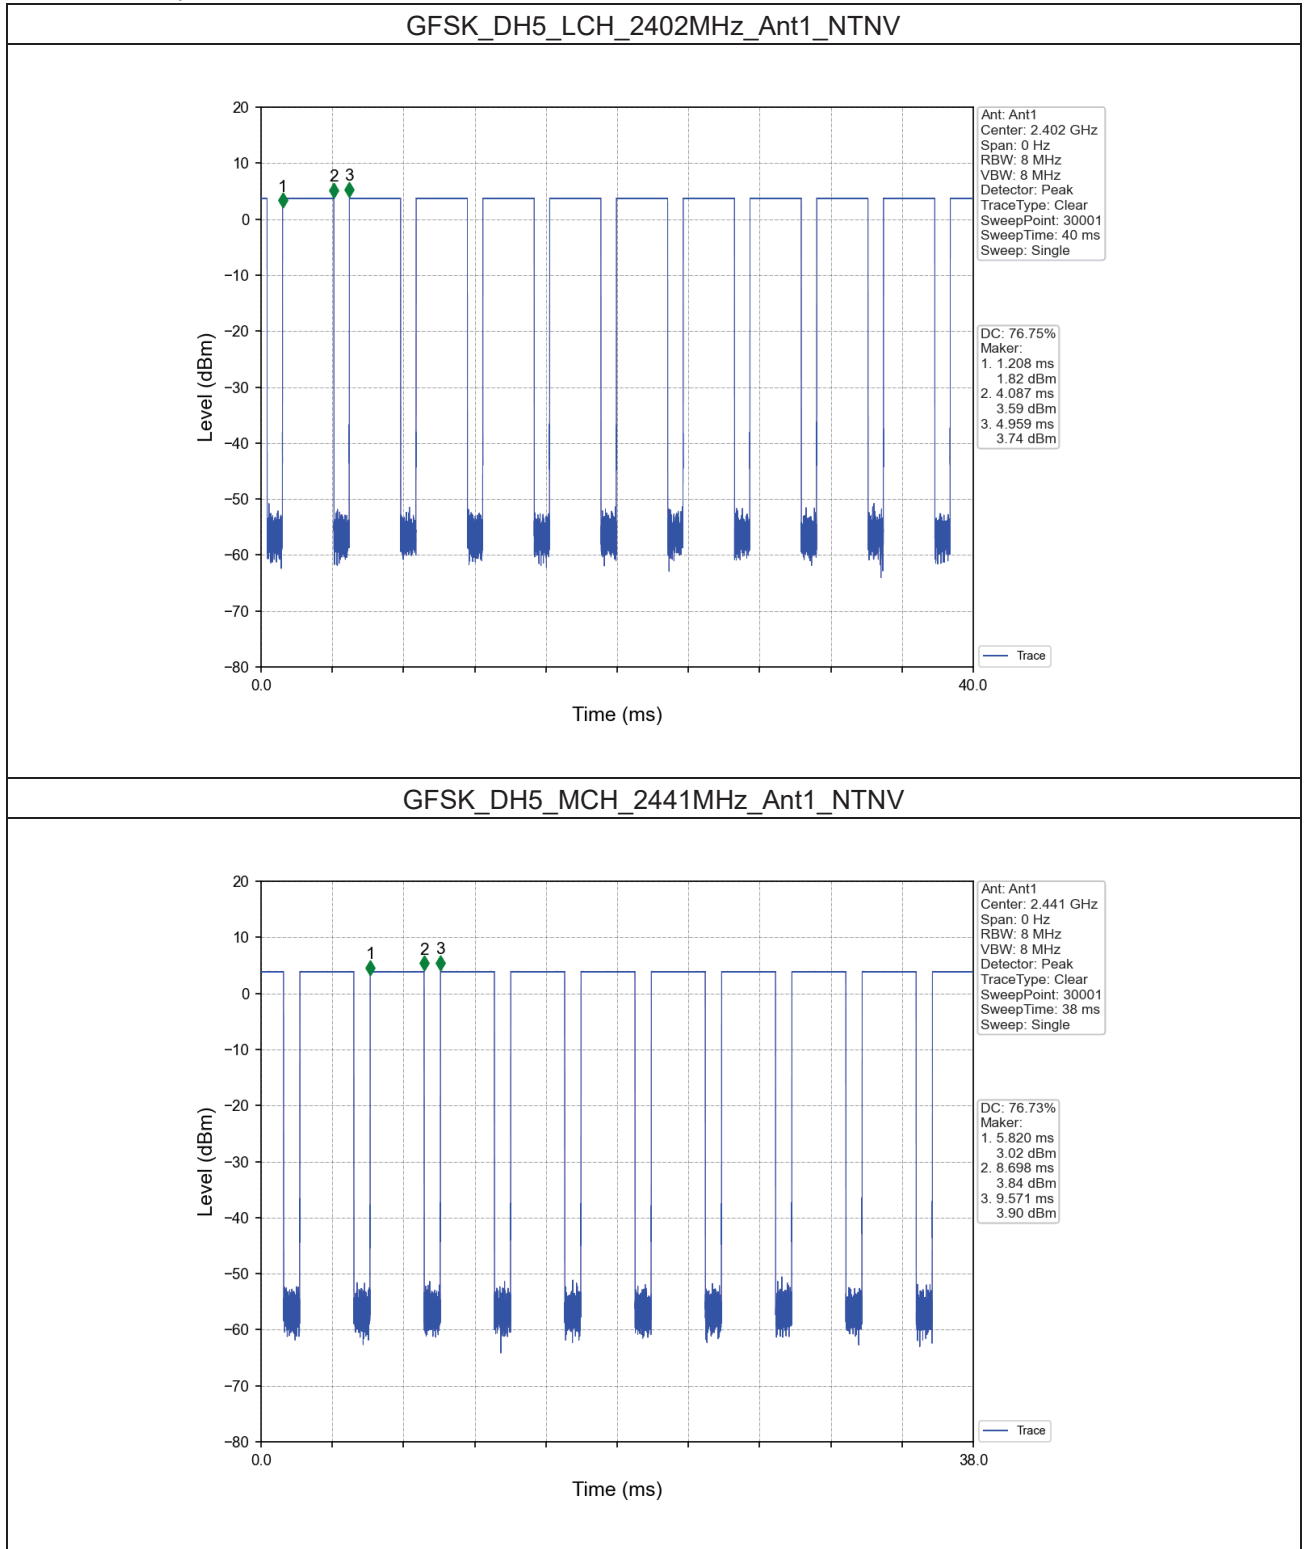 GFSK_DH5_LCH_2402MHz_Ant1_NTNV
20
10
0
−10
−20
−30
−40
−50
−60
−70
−80
Level (dBm)
1
2 3
0.0
40.0
Time (ms)
Ant: Ant1
Center: 2.402 GHz
Span: 0 Hz
RBW: 8 MHz
VBW: 8 MHz
Detector: Peak
TraceType: Clear
SweepPoint: 30001
SweepTime: 40 ms
Sweep: Single
DC: 76.75%
Maker:
1. 1.208 ms
1.82 dBm
2. 4.087 ms
3.59 dBm
3. 4.959 ms
3.74 dBm
Trace
GFSK_DH5_MCH_2441MHz_Ant1_NTNV
20
10
0
−10
−20
−30
−40
−50
−60
−70
−80
Level (dBm)
1
2 3
0.0
38.0
Time (ms)
Ant: Ant1
Center: 2.441 GHz
Span: 0 Hz
RBW: 8 MHz
VBW: 8 MHz
Detector: Peak
TraceType: Clear
SweepPoint: 30001
SweepTime: 38 ms
Sweep: Single
DC: 76.73%
Maker:
1. 5.820 ms
3.02 dBm
2. 8.698 ms
3.84 dBm
3. 9.571 ms
3.90 dBm
Trace